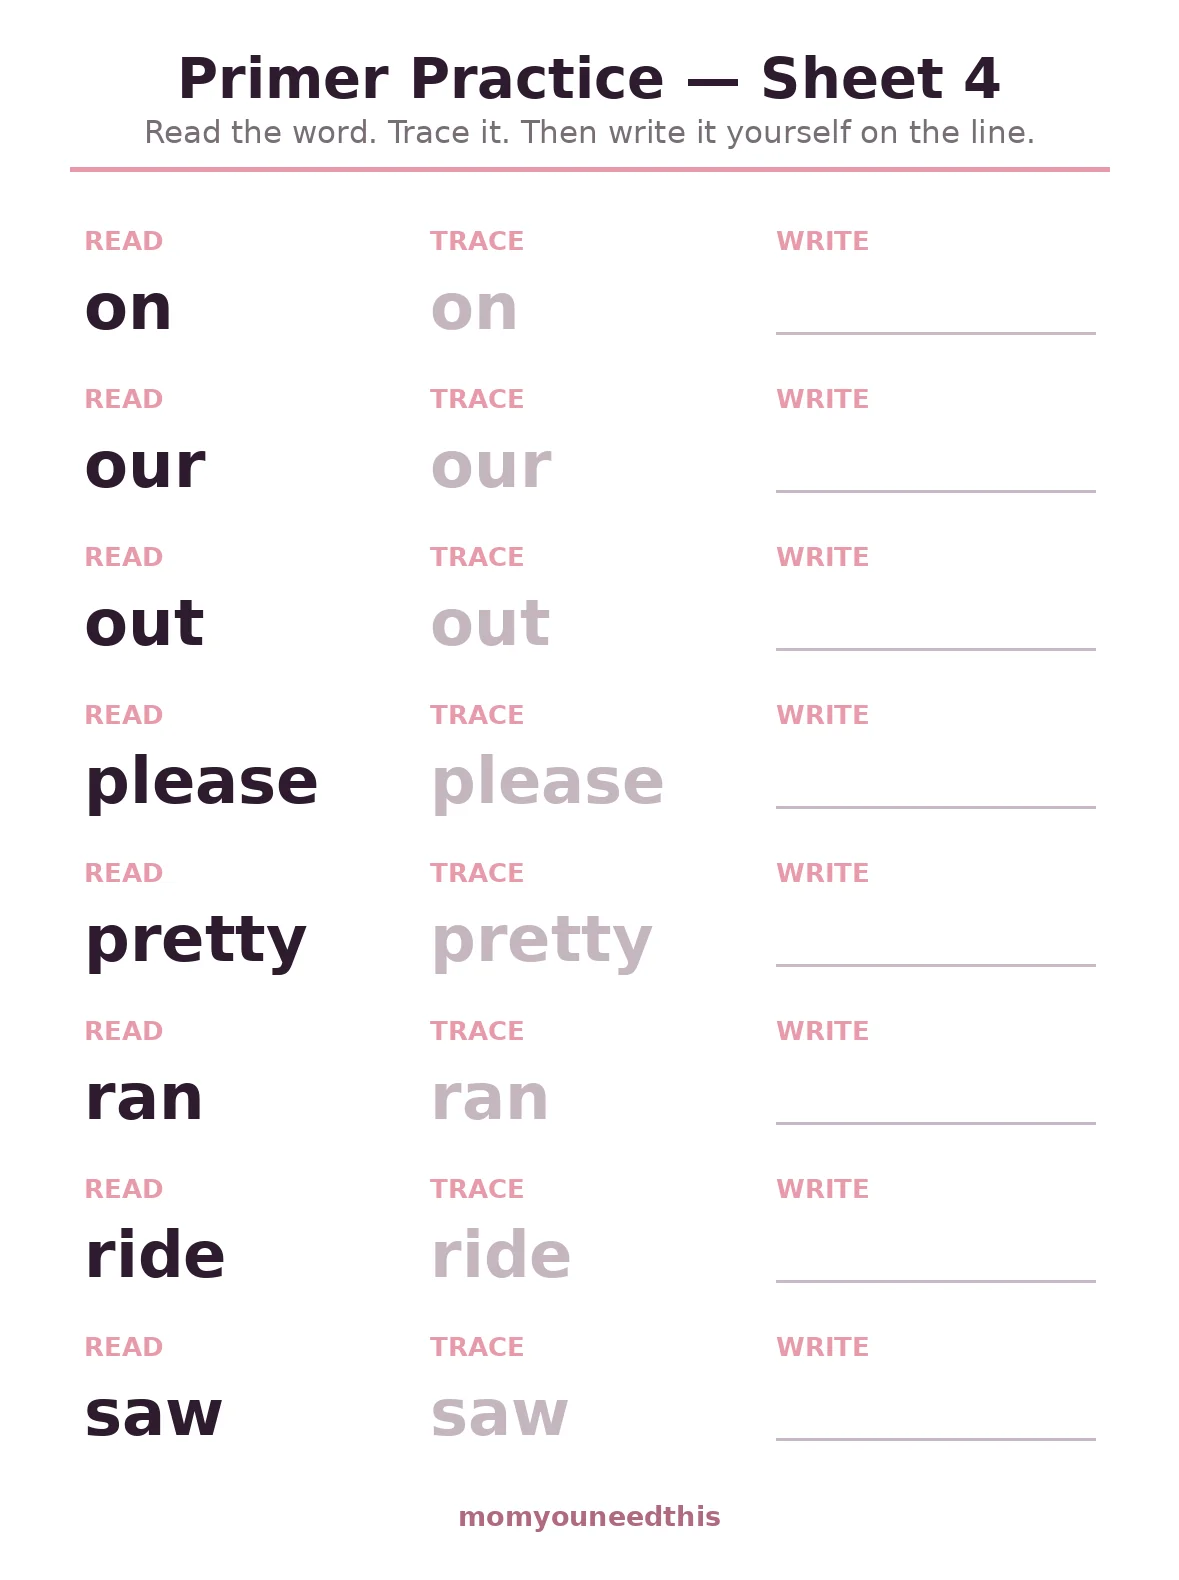 Primer Practice — Sheet 4
Read the word. Trace it. Then write it yourself on the line.
READ TRACE WRITE
on on
READ TRACE WRITE
our our
READ TRACE WRITE
out out
READ TRACE WRITE
please please
READ TRACE WRITE
pretty pretty
READ TRACE WRITE
ran ran
READ TRACE WRITE
ride ride
READ TRACE WRITE
saw saw
momyouneedthis